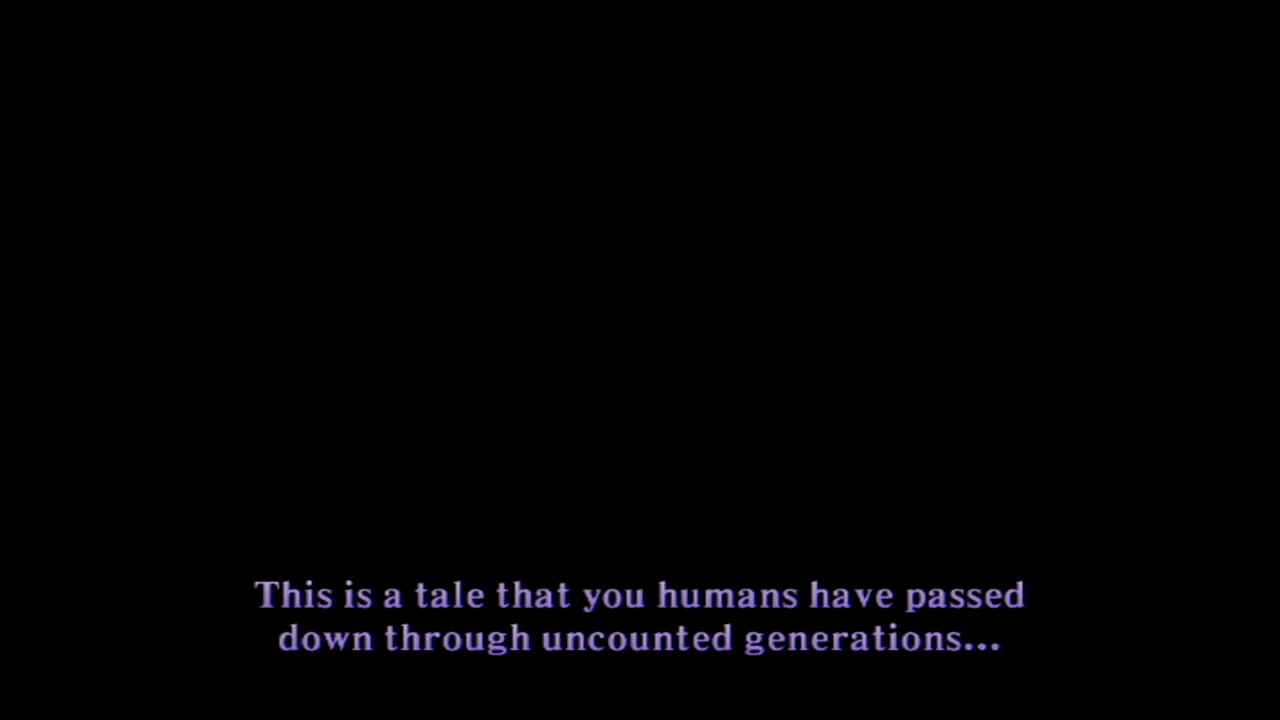 This is a tale that you humans have passed
down through uncounted generations...